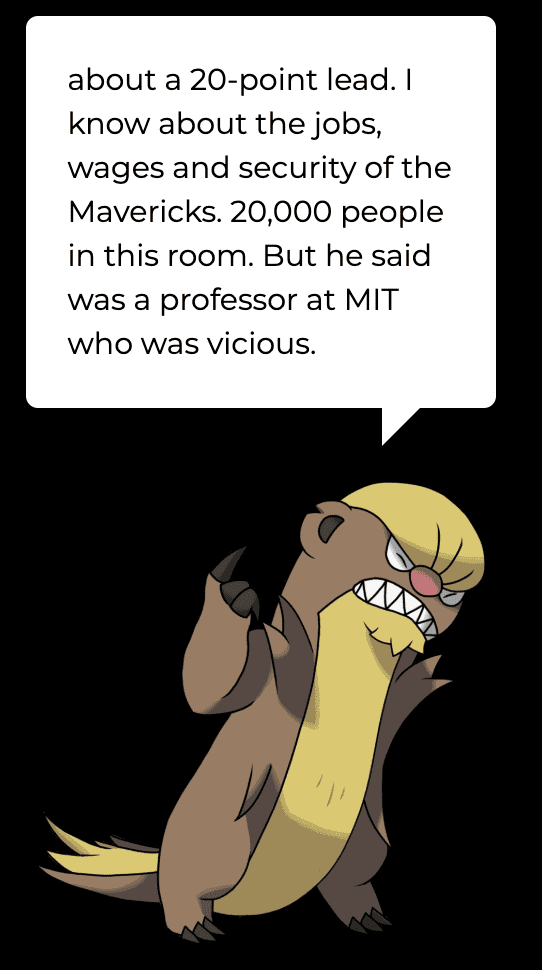 about a 20-point lead. I
know about the jobs,
wages and security of the
Mavericks. 20,000 people
in this room. But he said
was a professor at MIT
who was vicious.